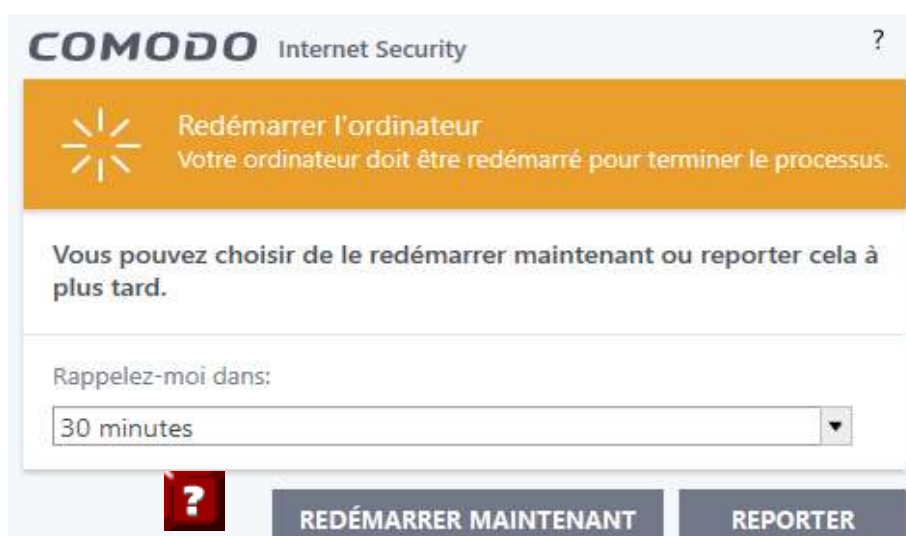 COMODO Internet Security ?
Redémarrer l'ordinateur
Votre ordinateur doit être redémarré pour terminer le processus.
Vous pouvez choisir de le redémarrer maintenant ou reporter cela à
plus tard.
Rappelez-moi dans:
30 minutes
?
REDÉMARRER MAINTENANT REPORTER